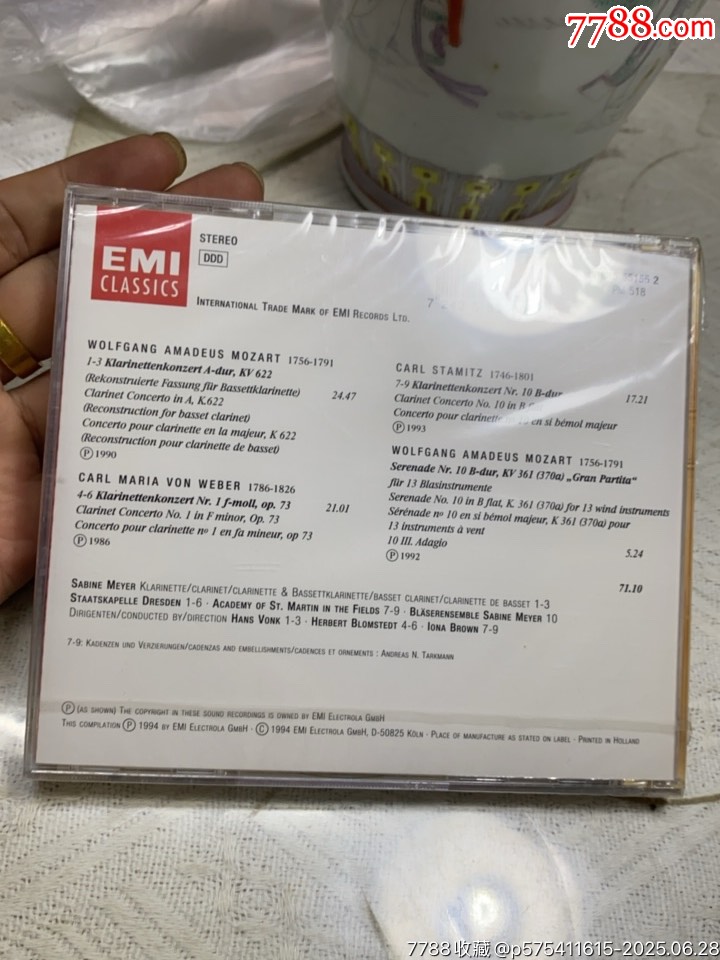 7788.com
EMI
CLASSICS
STEREO
DDD
INTERNATIONAL TRADE MARK OF EMI RECORDS LTD.
7
2
518
WOLFGANG AMADEUS MOZART 1756-1791
1-3 Klarinettenkonzert A-dur, KV 622
(Rekonstruierte Fassung für Bassettklarinette)
Clarinet Concerto in A, K.622
(Reconstruction for basset clarinet)
Concerto pour clarinette en la majeur, K 622
(Reconstruction pour clarinette de basset)
24.47
Ⓟ 1990
CARL MARIA VON WEBER 1786-1826
4-6 Klarinettenkonzert Nr. 1 f-moll, op. 73
Clarinet Concerto No. 1 in F minor, Op. 73
Concerto pour clarinette nº 1 en fa mineur, op 73
21.01
Ⓟ 1986
CARL STAMITZ 1746-1801
7-9 Klarinettenkonzert Nr. 10 B-dur
Clarinet Concerto No. 10 in B
Concerto pour clarinette en si bémol majeur
17.21
Ⓟ 1993
WOLFGANG AMADEUS MOZART 1756-1791
Serenade Nr. 10 B-dur, KV 361 (370a) „Gran Partita“
für 13 Blasinstrumente
Serenade No. 10 in B flat, K. 361 (370a) for 13 wind instruments
Sérénade nº 10 en si bémol majeur, K 361 (370a) pour
13 instruments à vent
10 III. Adagio
5.24
Ⓟ 1992
71.10
SABINE MEYER KLARINETTE/CLARINET/CLARINETTE & BASSETTKLARINETTE/BASSET CLARINET/CLARINETTE DE BASSET 1-3
STAATSKAPELLE DRESDEN 1-6 · ACADEMY OF ST. MARTIN IN THE FIELDS 7-9 · BLÄSERENSEMBLE SABINE MEYER 10
DIRIGENTEN/CONDUCTED BY/DIRECTION HANS VONK 1-3 · HERBERT BLOMSTEDT 4-6 · IONA BROWN 7-9
7-9: KADENZEN UND VERZIERUNGEN/CADENZAS AND EMBELLISHMENTS/CADENCES ET ORNEMENTS : ANDREAS N. TARKMANN
Ⓟ (AS SHOWN) THE COPYRIGHT IN THESE SOUND RECORDINGS IS OWNED BY EMI ELECTROLA GMBH
THIS COMPILATION Ⓟ 1994 BY EMI ELECTROLA GMBH · © 1994 EMI ELECTROLA GMBH, D-50825 KÖLN · PLACE OF MANUFACTURE AS STATED ON LABEL · PRINTED IN HOLLAND
7788收藏 @p575411615-2025.06.28